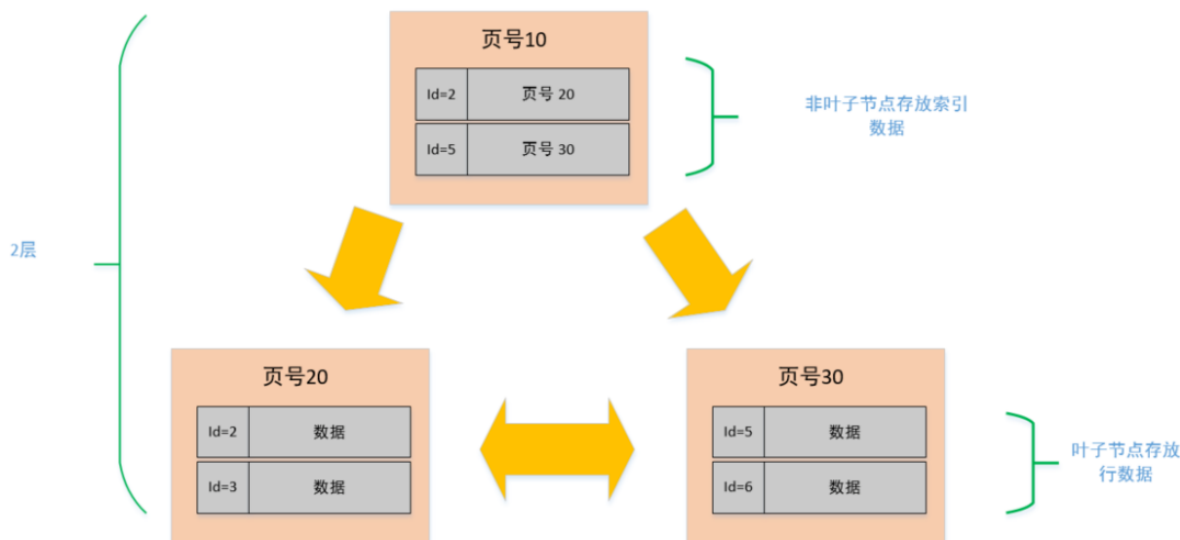 页号10
Id=2 页号 20
Id=5 页号 30
非叶子节点存放索引
数据
2层
页号20
Id=2 数据
Id=3 数据
页号30
Id=5 数据
Id=6 数据
叶子节点存放
行数据